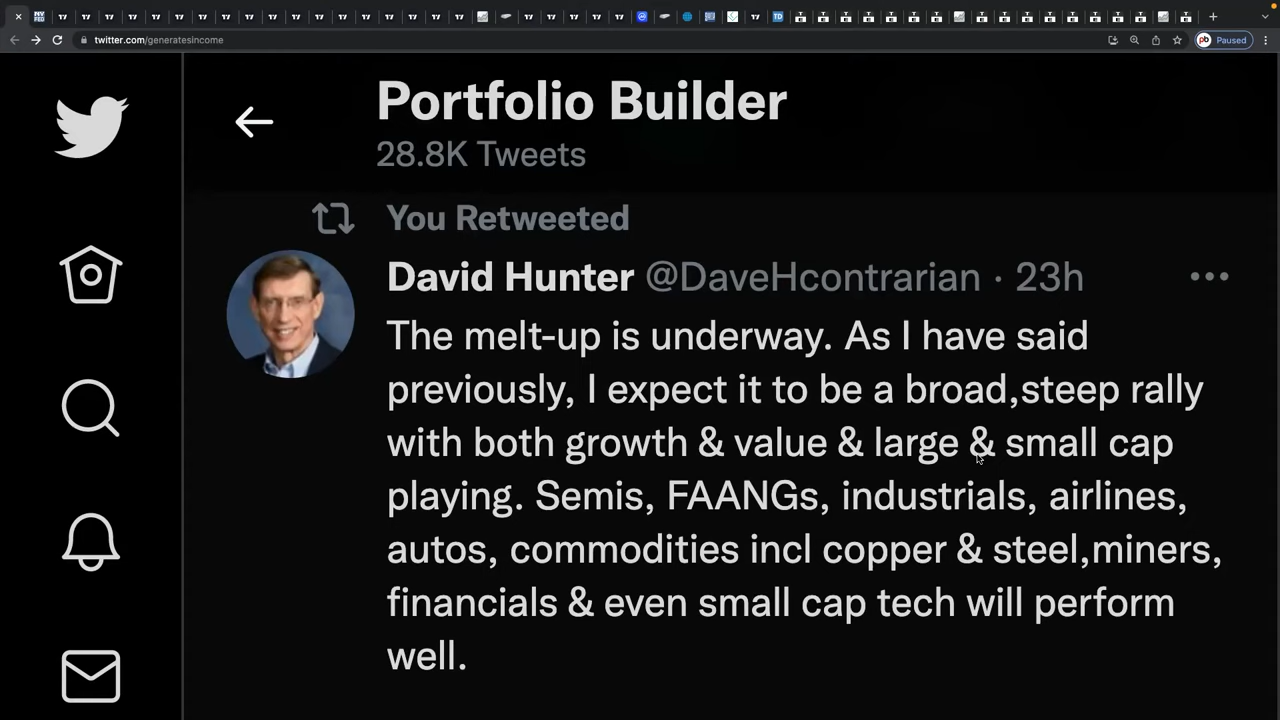 twitter.com/generatesincome
Paused
Portfolio Builder
28.8K Tweets
You Retweeted
David Hunter @DaveHcontrarian · 23h
The melt-up is underway. As I have said
previously, I expect it to be a broad,steep rally
with both growth & value & large & small cap
playing. Semis, FAANGs, industrials, airlines,
autos, commodities incl copper & steel,miners,
financials & even small cap tech will perform
well.